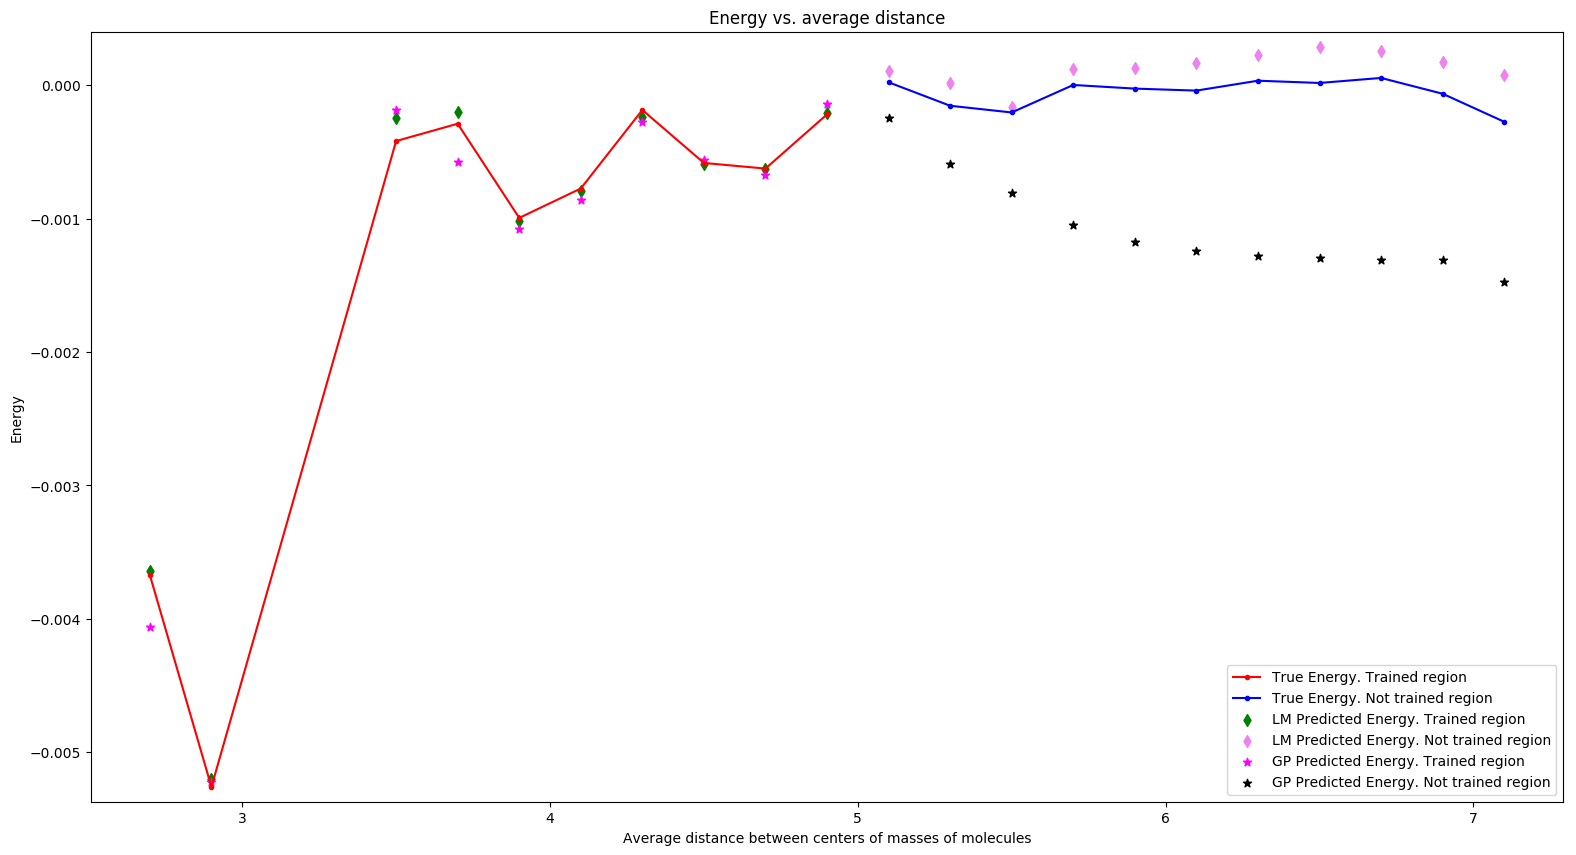 Energy vs. average distance
0.000
−0.001
−0.002
−0.003
−0.004
−0.005
Energy
3
4
5
6
7
Average distance between centers of masses of molecules
True Energy. Trained region
True Energy. Not trained region
LM Predicted Energy. Trained region
LM Predicted Energy. Not trained region
GP Predicted Energy. Trained region
GP Predicted Energy. Not trained region